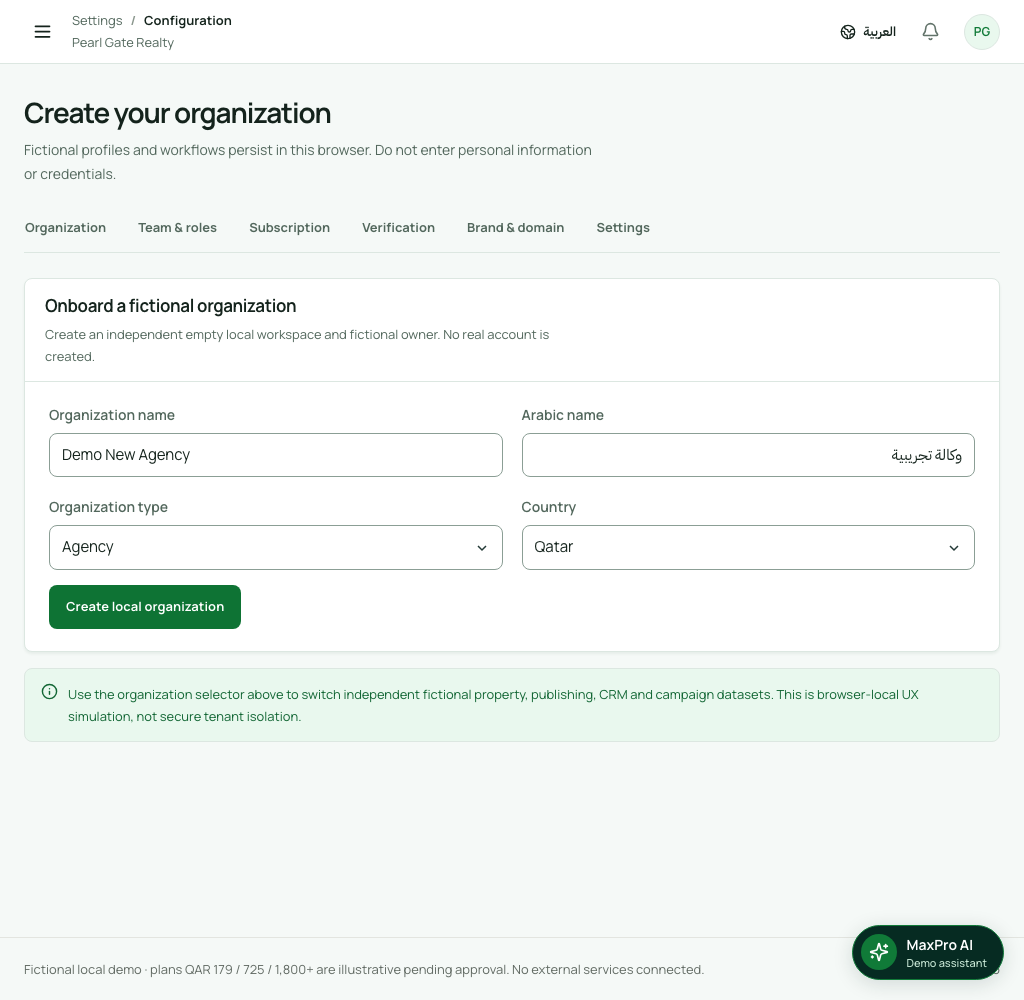 Settings / Configuration
Pearl Gate Realty
العربية
PG
Create your organization
Fictional profiles and workflows persist in this browser. Do not enter personal information
or credentials.
Organization Team & roles Subscription Verification Brand & domain Settings
Onboard a fictional organization
Create an independent empty local workspace and fictional owner. No real account is
created.
Organization name
Demo New Agency
Arabic name
وكالة تجريبية
Organization type
Agency
Country
Qatar
Create local organization
Use the organization selector above to switch independent fictional property, publishing, CRM and campaign datasets. This is browser-local UX
simulation, not secure tenant isolation.
Fictional local demo · plans QAR 179 / 725 / 1,800+ are illustrative pending approval. No external services connected.
MaxPro AI
Demo assistant